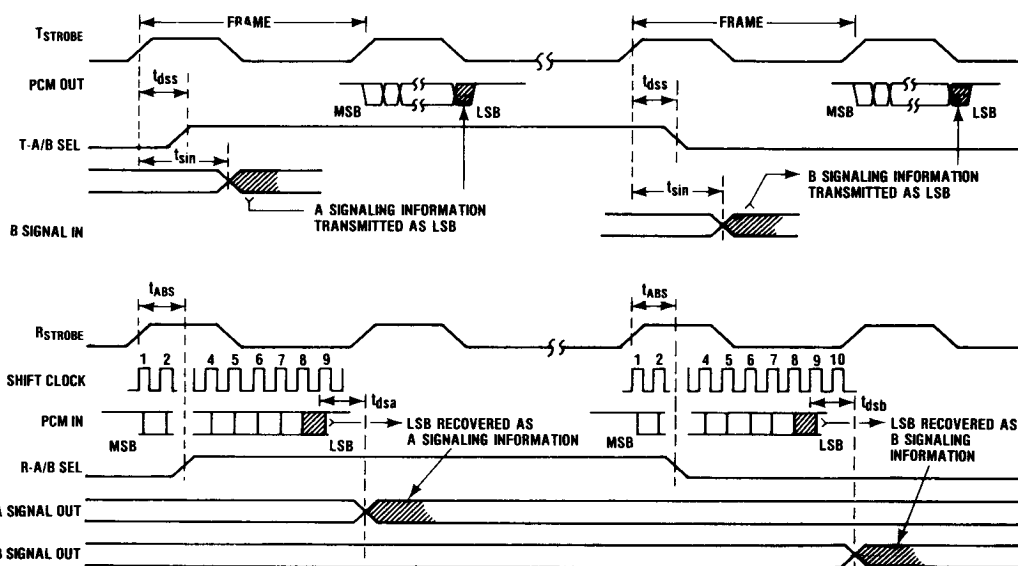 FRAME FRAME
TSTROBE
tdss tdss
PCM OUT
MSB LSB MSB LSB
T-A/B SEL
tsin tsin
A SIGNALING INFORMATION
TRANSMITTED AS LSB
B SIGNALING INFORMATION
TRANSMITTED AS LSB
B SIGNAL IN
tABS tABS
RSTROBE
1 2 4 5 6 7 8 9 1 2 4 5 6 7 8 9 10
SHIFT CLOCK
tdsa tdsb
PCM IN
MSB LSB MSB LSB
LSB RECOVERED AS
A SIGNALING INFORMATION
LSB RECOVERED AS
B SIGNALING
INFORMATION
R-A/B SEL
A SIGNAL OUT
B SIGNAL OUT